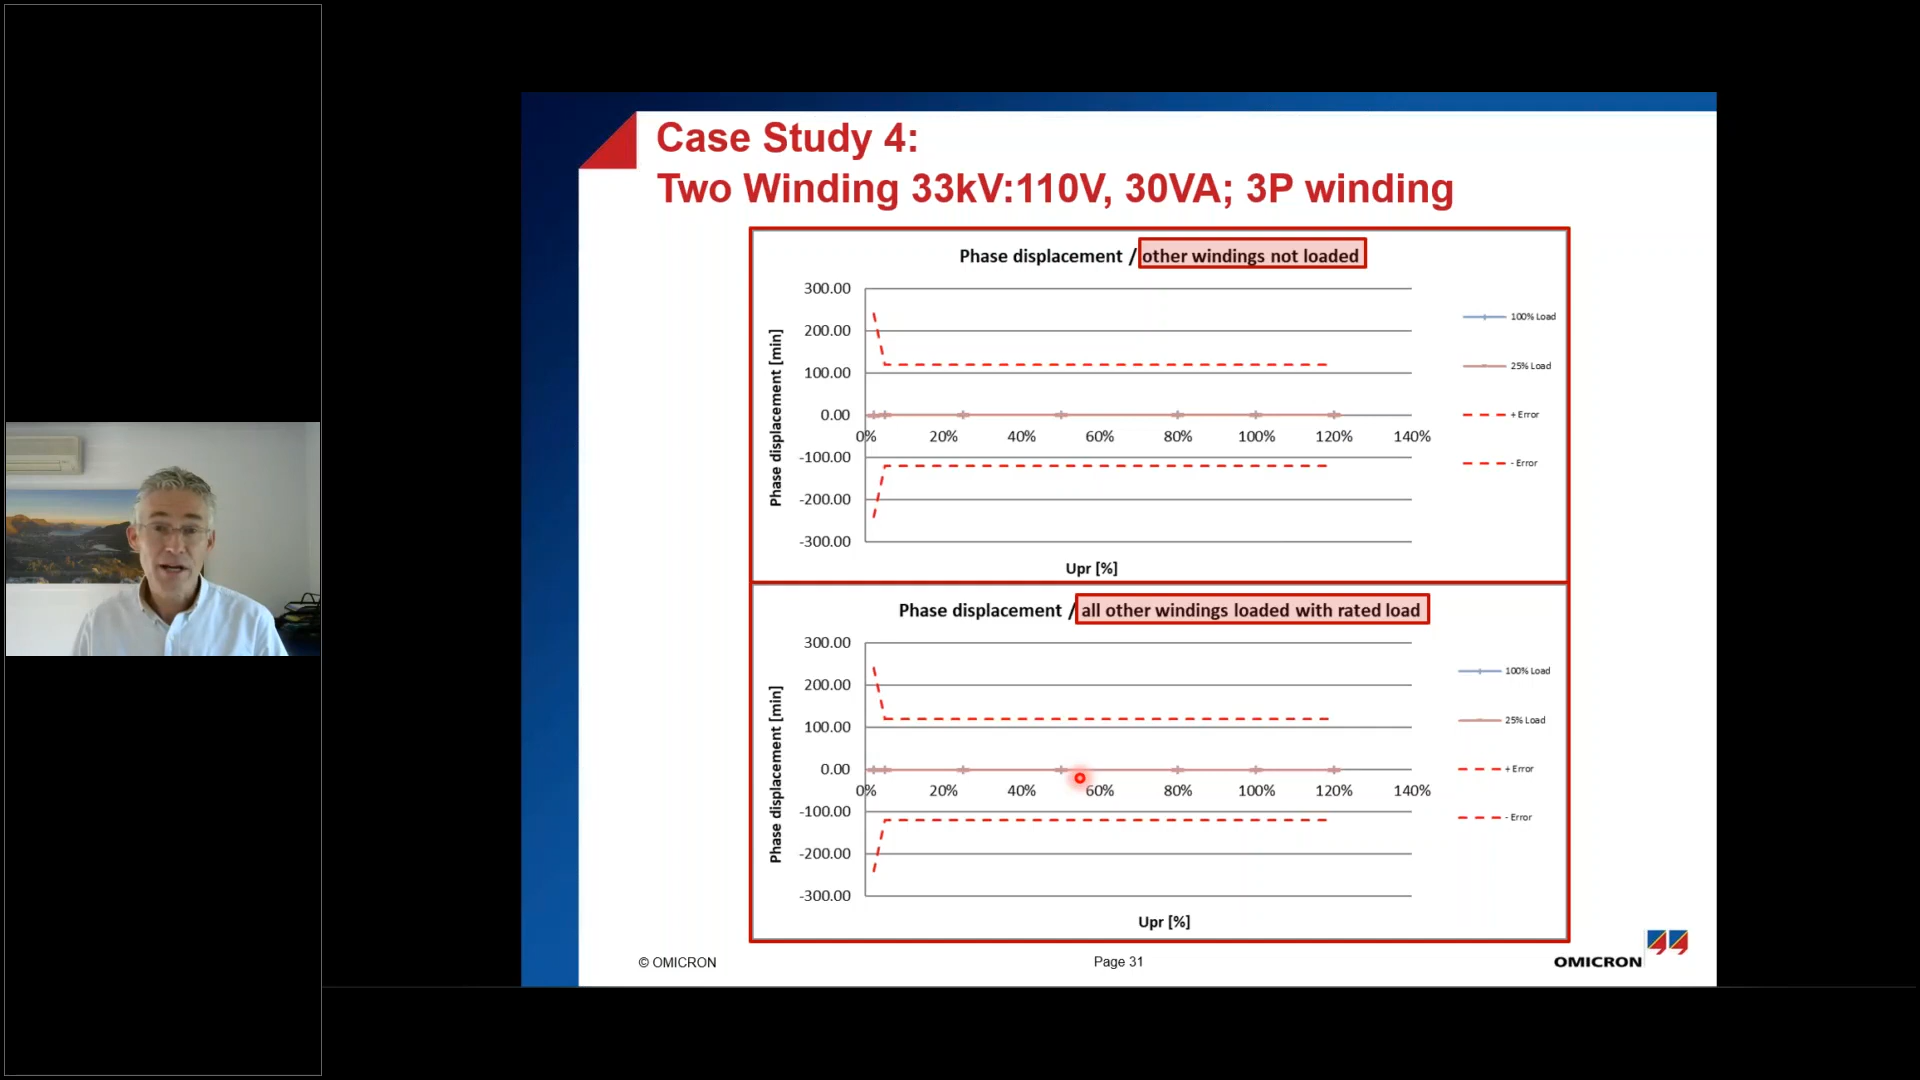 Case Study 4:
Two Winding 33kV:110V, 30VA; 3P winding
Phase displacement / other windings not loaded
Phase displacement [min]
300.00
200.00
100.00
0.00
-100.00
-200.00
-300.00
0% 20% 40% 60% 80% 100% 120% 140%
Upr [%]
100% Load
25% Load
+ Error
- Error
Phase displacement / all other windings loaded with rated load
Phase displacement [min]
300.00
200.00
100.00
0.00
-100.00
-200.00
-300.00
0% 20% 40% 60% 80% 100% 120% 140%
Upr [%]
100% Load
25% Load
+ Error
- Error
© OMICRON
Page 31
OMICRON